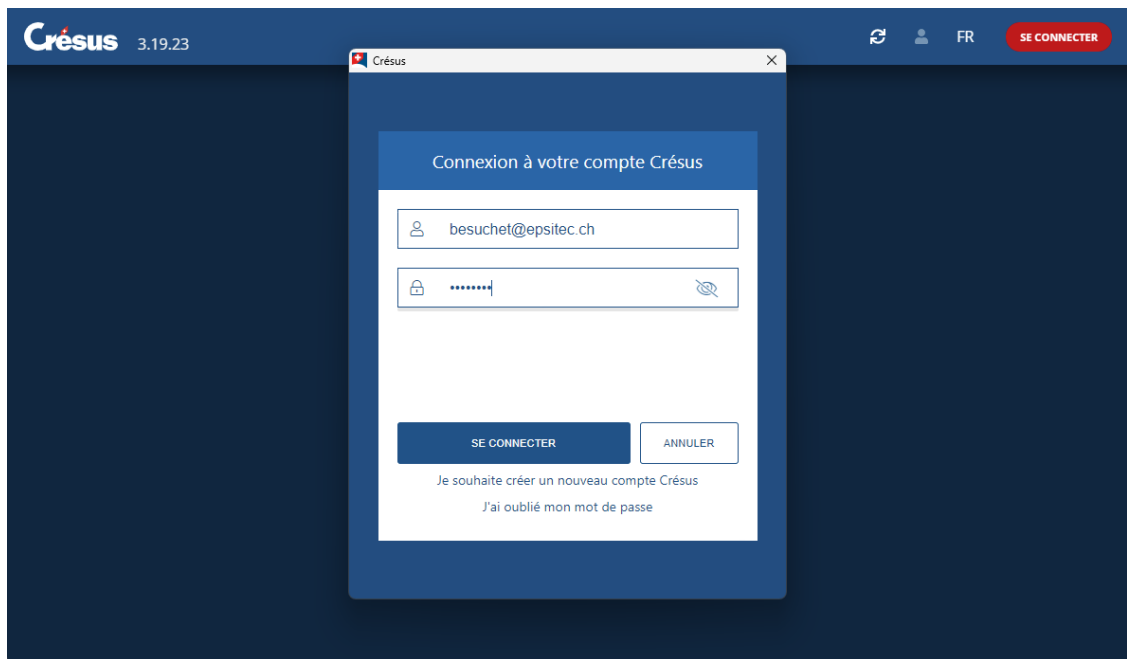 Crésus 3.19.23 FR SE CONNECTER
Crésus
Connexion à votre compte Crésus
besuchet@epsitec.ch
••••••••
SE CONNECTER ANNULER
Je souhaite créer un nouveau compte Crésus
J'ai oublié mon mot de passe